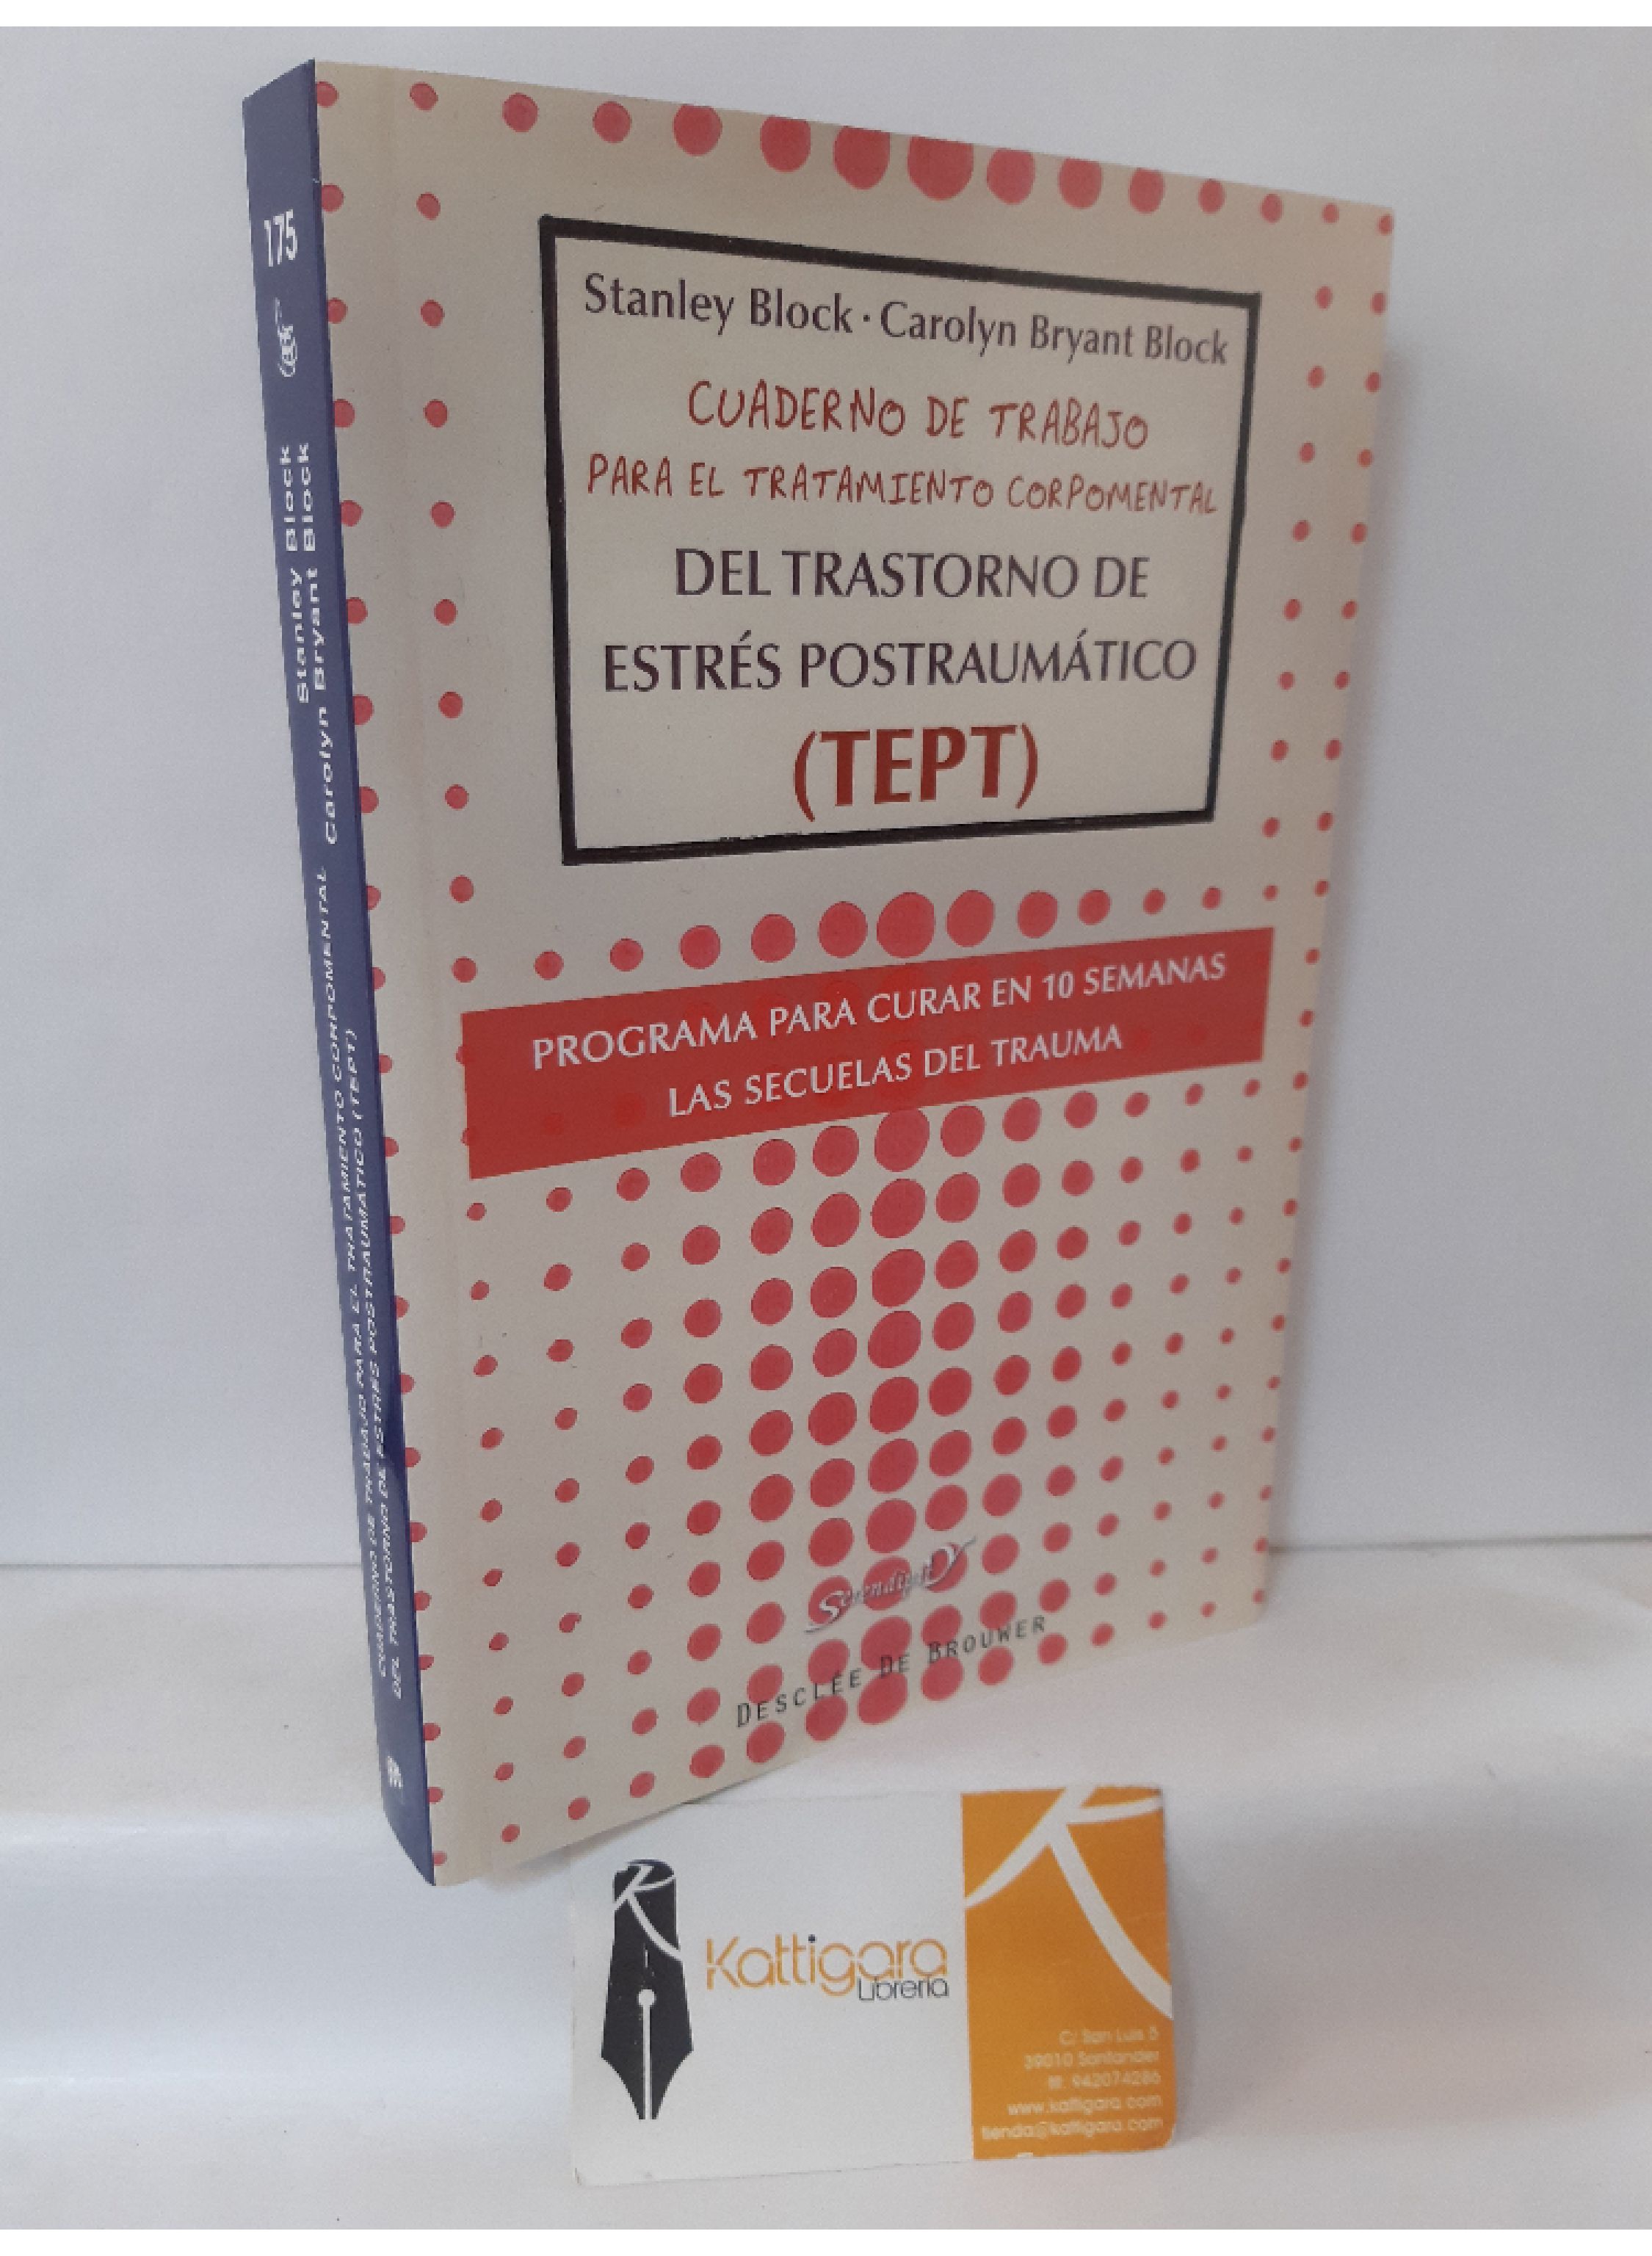 175
Stanley Block
Carolyn Bryant Block
CUADERNO DE TRABAJO PARA EL TRATAMIENTO CORPOMENTAL
DEL TRASTORNO DE ESTRÉS POSTRAUMÁTICO (TEPT)
Stanley Block · Carolyn Bryant Block
CUADERNO DE TRABAJO
PARA EL TRATAMIENTO CORPOMENTAL
DEL TRASTORNO DE
ESTRÉS POSTRAUMÁTICO
(TEPT)
PROGRAMA PARA CURAR EN 10 SEMANAS
LAS SECUELAS DEL TRAUMA
Serendipity
DESCLÉE DE BROUWER
Kattigara
Librería
C/ San Luis 5
39010 Santander
tlf: 942074286
www.kattigara.com
tienda@kattigara.com